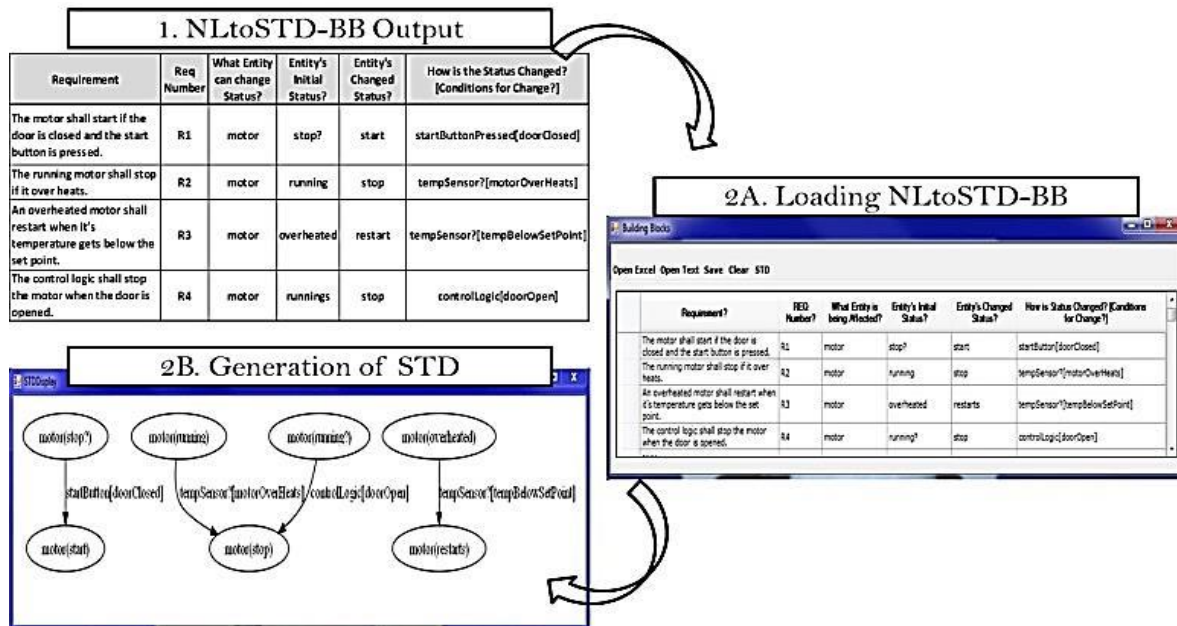 1. NLtoSTD-BB Output
Requirement
Req
Number
What Entity
can change
Status?
Entity's
Initial
Status?
Entity's
Changed
Status?
How is the Status Changed?
[Conditions for Change?]
The motor shall start if the
door is closed and the start
button is pressed.
R1
motor
stop?
start
startButtonPressed[doorClosed]
The running motor shall stop
if it over heats.
R2
motor
running
stop
tempSensor?[motorOverHeats]
An overheated motor shall
restart when it's
temperature gets below the
set point.
R3
motor
overheated
restart
tempSensor?[tempBelowSetPoint]
The control logic shall stop
the motor when the door is
opened.
R4
motor
runnings
stop
controlLogic[doorOpen]
2A. Loading NLtoSTD-BB
Building Blocks
Open Excel Open Text Save Clear STD
Requirement?
REQ
Number?
What Entity is
being Affected?
Entity's Initial
Status?
Entity's Changed
Status?
How is Status Changed? [Conditions
for Change?]
The motor shall start if the door is
closed and the start button is pressed.
R1
motor
stop?
start
startButton[doorClosed]
The running motor shall stop if it over
heats.
R2
motor
running
stop
tempSensor?[motorOverHeats]
An overheated motor shall restart when
it's temperature gets below the set
point.
R3
motor
overheated
restarts
tempSensor?[tempBelowSetPoint]
The control logic shall stop the motor
when the door is opened.
R4
motor
running?
stop
controlLogic[doorOpen]
2B. Generation of STD
STDDisplay
motor(stop?)
motor(running)
motor(running?)
motor(overheated)
startButton[doorClosed]
tempSensor?[motorOverHeats]
controlLogic[doorOpen]
tempSensor?[tempBelowSetPoint]
motor(start)
motor(stop)
motor(restarts)